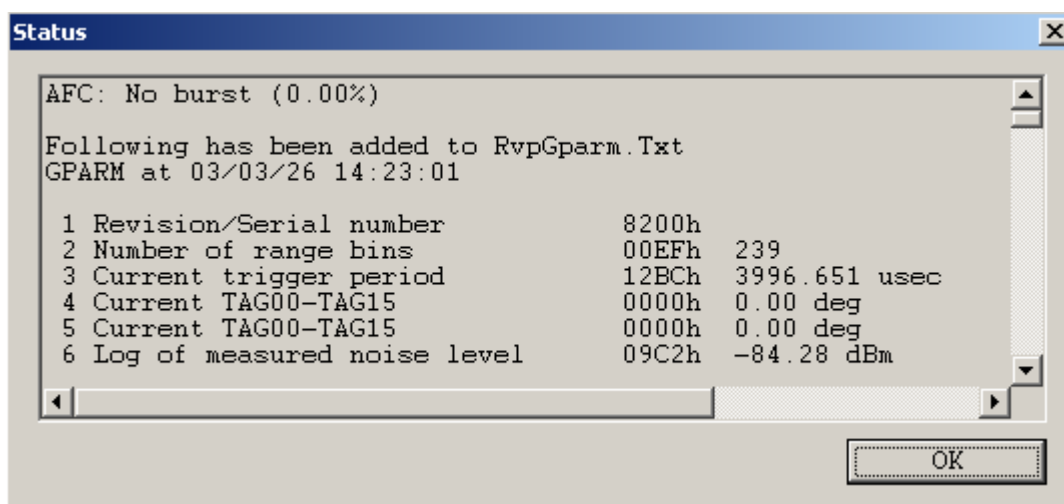 Status
AFC: No burst (0.00%)
Following has been added to RvpGparm.Txt
GPARM at 03/03/26 14:23:01
1 Revision/Serial number 8200h
2 Number of range bins 00EFh 239
3 Current trigger period 12BCh 3996.651 usec
4 Current TAG00-TAG15 0000h 0.00 deg
5 Current TAG00-TAG15 0000h 0.00 deg
6 Log of measured noise level 09C2h -84.28 dBm
OK